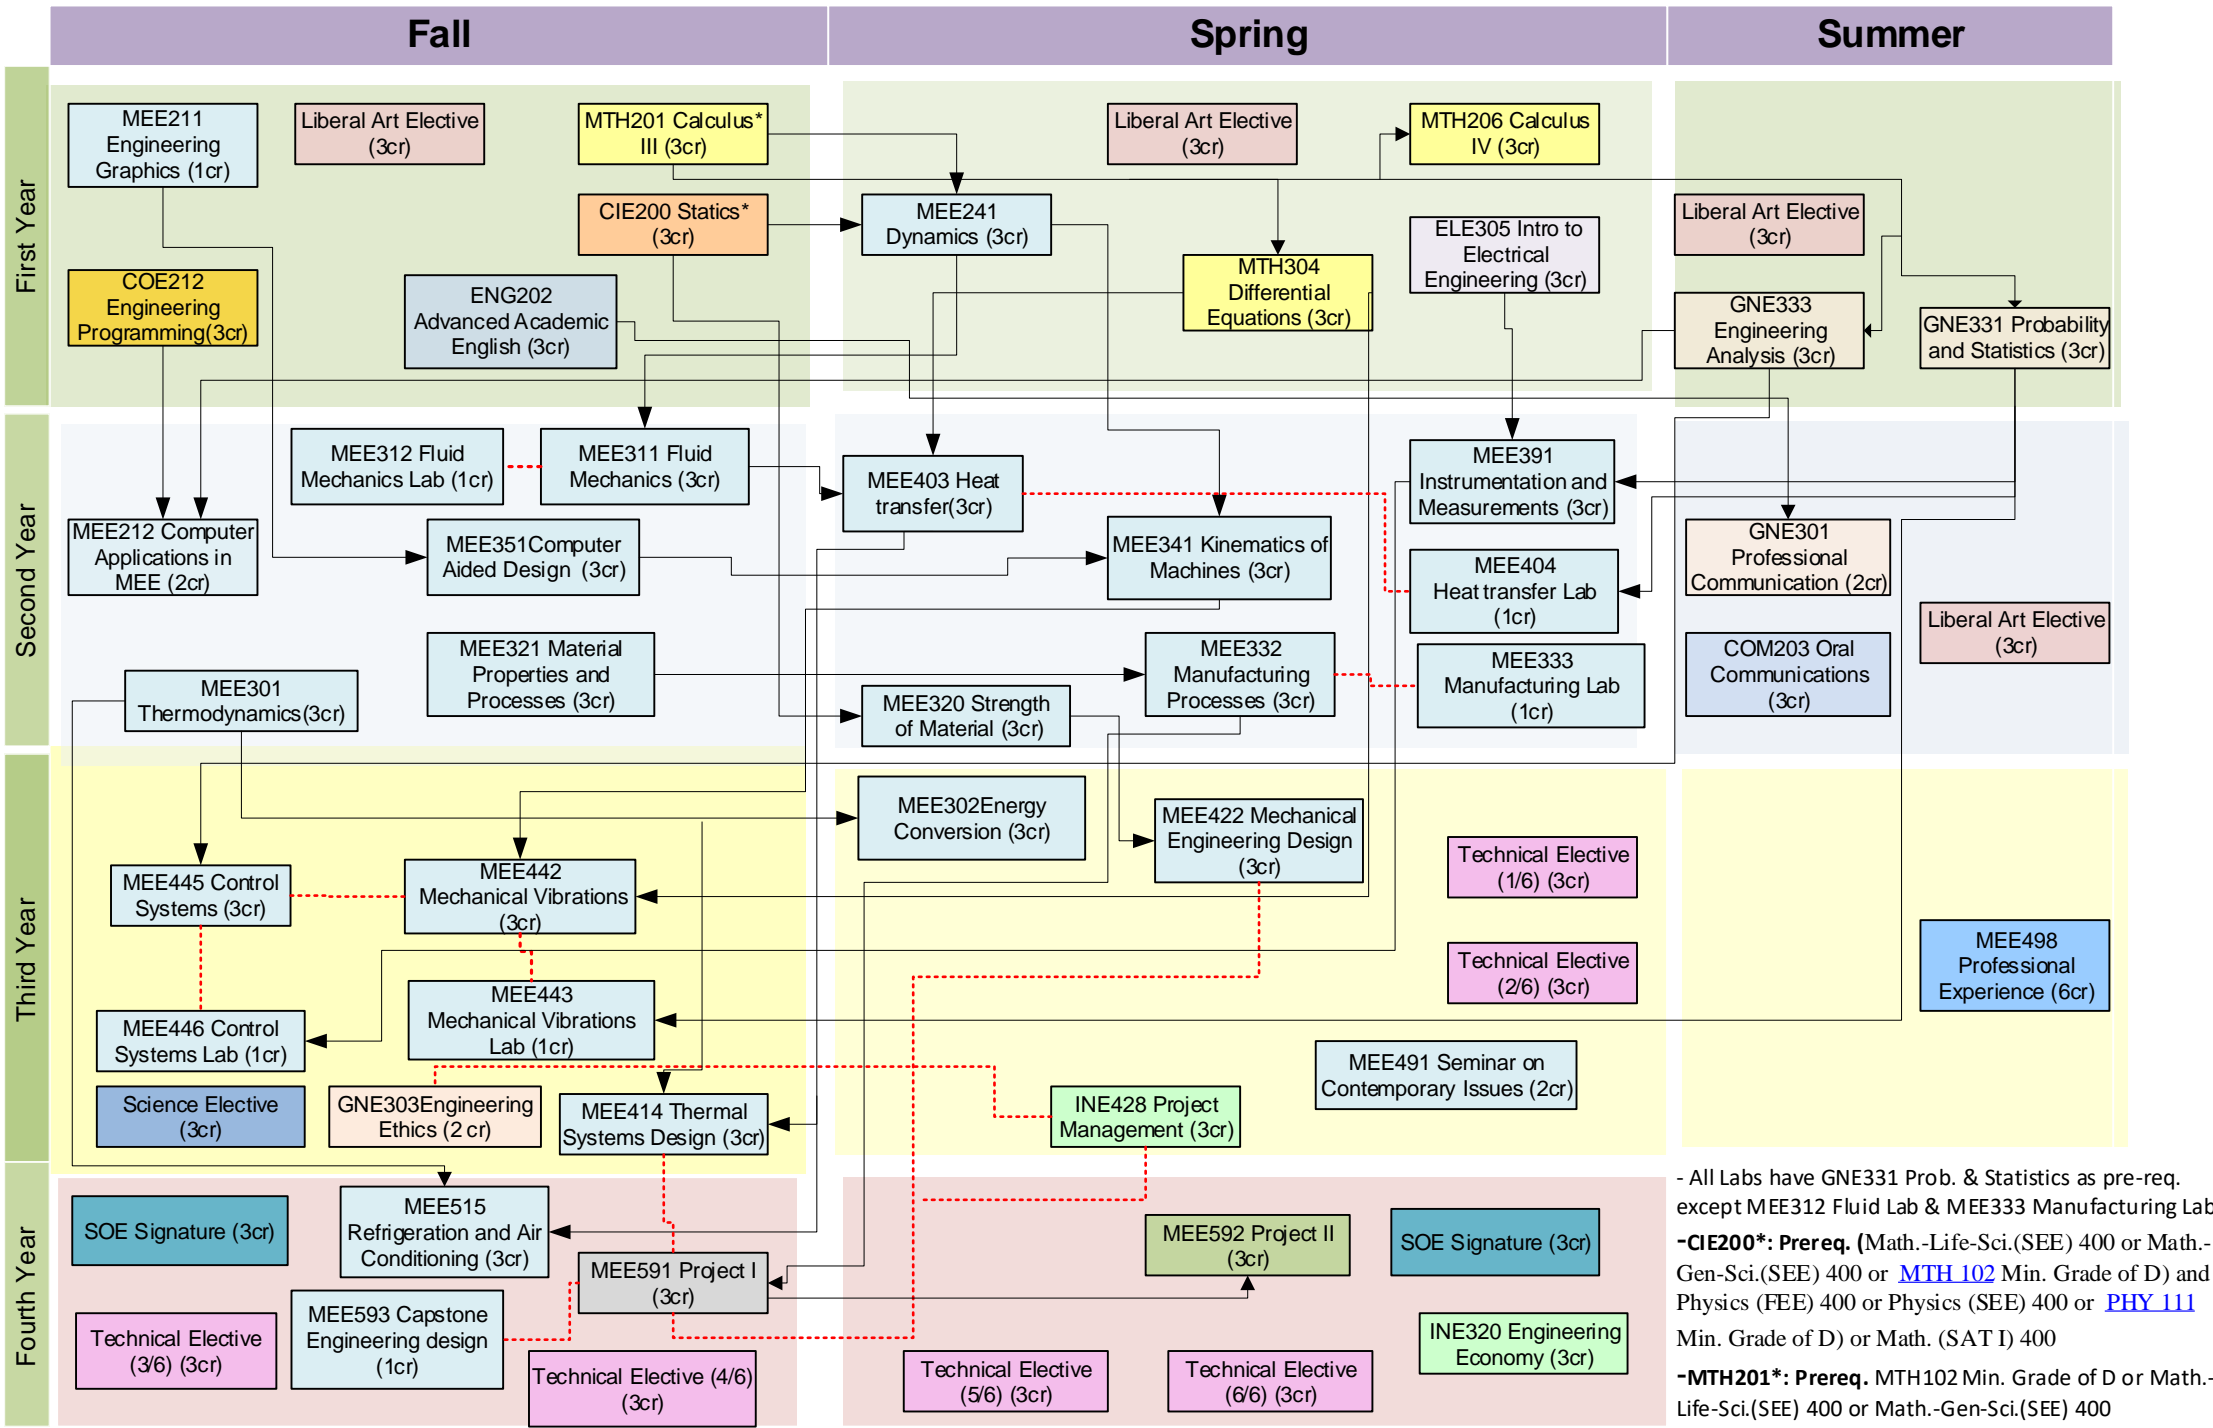 Fall
Spring
Summer
First Year
MEE211
Engineering
Graphics (1cr)
Liberal Art Elective
(3cr)
MTH201 Calculus*
III (3cr)
Liberal Art Elective
(3cr)
MTH206 Calculus
IV (3cr)
CIE200 Statics*
(3cr)
MEE241
Dynamics (3cr)
ELE305 Intro to
Electrical
Engineering (3cr)
Liberal Art Elective
(3cr)
COE212
Engineering
Programming(3cr)
ENG202
Advanced Academic
English (3cr)
MTH304
Differential
Equations (3cr)
GNE333
Engineering
Analysis (3cr)
GNE331 Probability
and Statistics (3cr)
Second Year
MEE312 Fluid
Mechanics Lab (1cr)
MEE311 Fluid
Mechanics (3cr)
MEE403 Heat
transfer(3cr)
MEE391
Instrumentation and
Measurements (3cr)
MEE212 Computer
Applications in
MEE (2cr)
MEE351Computer
Aided Design (3cr)
MEE341 Kinematics of
Machines (3cr)
MEE404
Heat transfer Lab
(1cr)
GNE301
Professional
Communication (2cr)
Liberal Art Elective
(3cr)
MEE321 Material
Properties and
Processes (3cr)
MEE332
Manufacturing
Processes (3cr)
MEE333
Manufacturing Lab
(1cr)
COM203 Oral
Communications
(3cr)
MEE301
Thermodynamics(3cr)
MEE320 Strength
of Material (3cr)
Third Year
MEE302Energy
Conversion (3cr)
MEE422 Mechanical
Engineering Design
(3cr)
Technical Elective
(1/6) (3cr)
MEE445 Control
Systems (3cr)
MEE442
Mechanical Vibrations
(3cr)
Technical Elective
(2/6) (3cr)
MEE498
Professional
Experience (6cr)
MEE446 Control
Systems Lab (1cr)
MEE443
Mechanical Vibrations
Lab (1cr)
MEE491 Seminar on
Contemporary Issues (2cr)
Science Elective
(3cr)
GNE303Engineering
Ethics (2 cr)
MEE414 Thermal
Systems Design (3cr)
INE428 Project
Management (3cr)
Fourth Year
SOE Signature (3cr)
MEE515
Refrigeration and Air
Conditioning (3cr)
MEE591 Project I
(3cr)
MEE592 Project II
(3cr)
SOE Signature (3cr)
Technical Elective
(3/6) (3cr)
MEE593 Capstone
Engineering design
(1cr)
Technical Elective (4/6)
(3cr)
Technical Elective
(5/6) (3cr)
Technical Elective
(6/6) (3cr)
INE320 Engineering
Economy (3cr)
- All Labs have GNE331 Prob. & Statistics as pre-req.
except MEE312 Fluid Lab & MEE333 Manufacturing Lab
-CIE200*: Prereq. (Math.-Life-Sci.(SEE) 400 or Math.-
Gen-Sci.(SEE) 400 or MTH 102 Min. Grade of D) and
Physics (FEE) 400 or Physics (SEE) 400 or PHY 111
Min. Grade of D) or Math. (SAT I) 400
-MTH201*: Prereq. MTH102 Min. Grade of D or Math.-
Life-Sci.(SEE) 400 or Math.-Gen-Sci.(SEE) 400